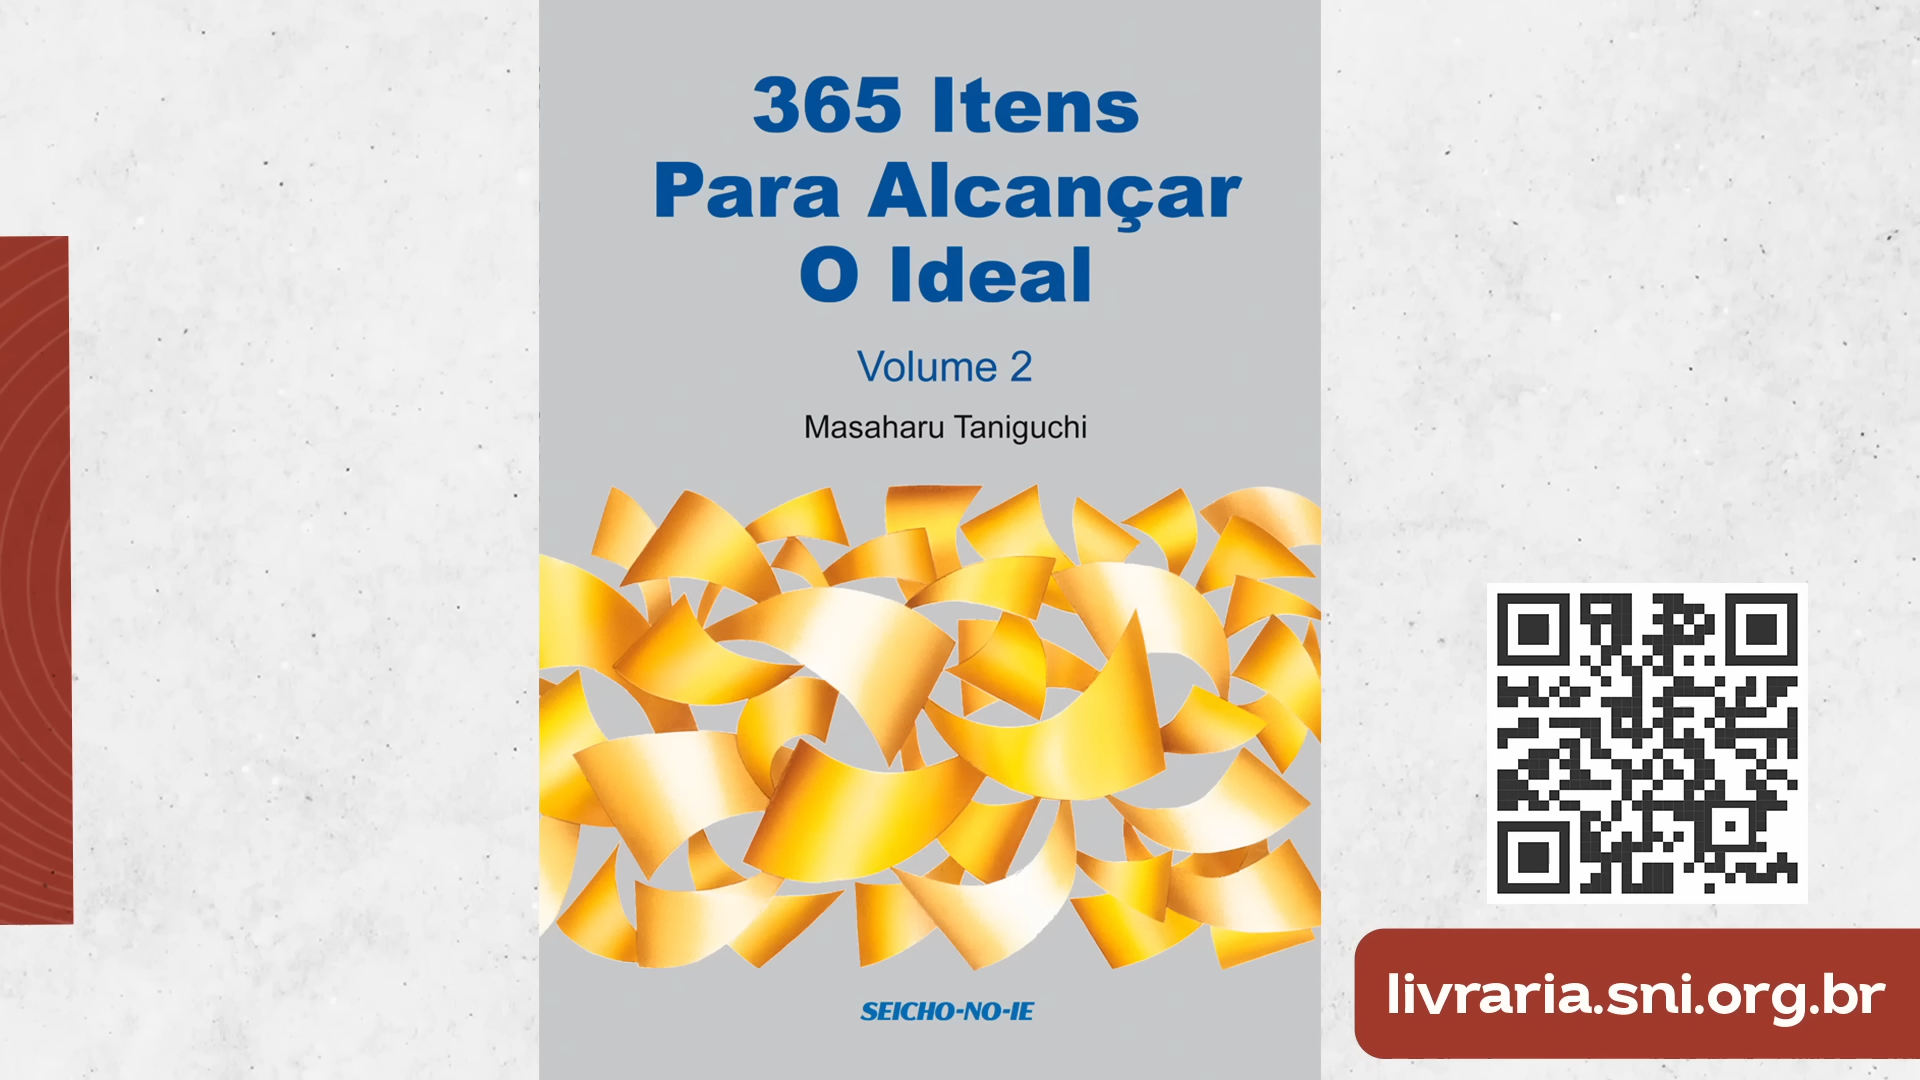 365 Itens
Para Alcançar
O Ideal
Volume 2
Masaharu Taniguchi
SEICHO-NO-IE
livraria.sni.org.br